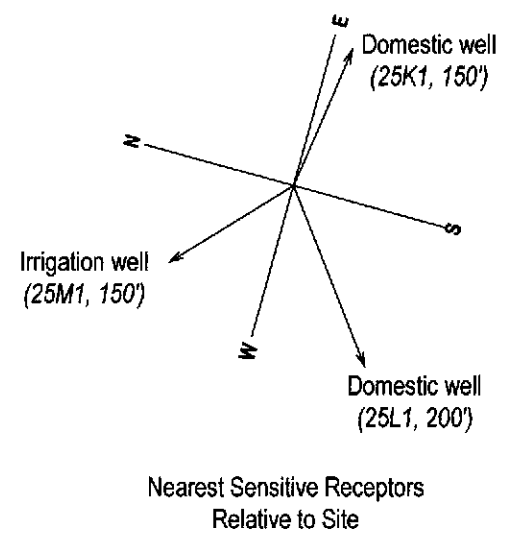 E
Domestic well
(25K1, 150')
N
S
Irrigation well
(25M1, 150')
W
Domestic well
(25L1, 200')
Nearest Sensitive Receptors
Relative to Site